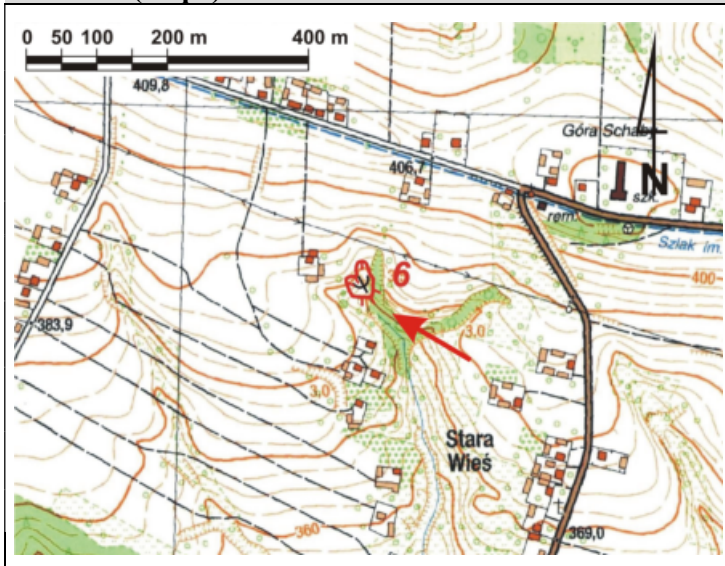 0 50 100 200 m 400 m
409,8
Góra Schab
406,7
N
szk.
rem.
Szlak im.
6
400
383,9
3,0
3,0
Stara
Wieś
360
369,0